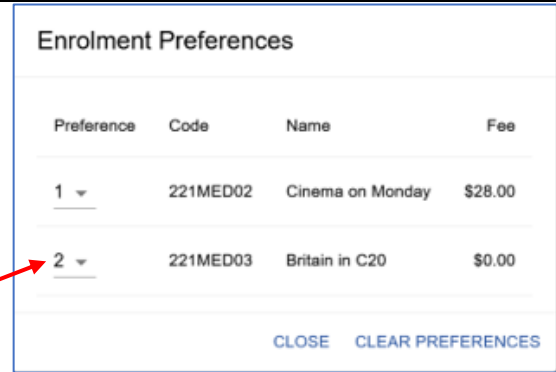 Enrolment Preferences
Preference Code Name Fee
1 221MED02 Cinema on Monday $28.00
2 221MED03 Britain in C20 $0.00
CLOSE CLEAR PREFERENCES